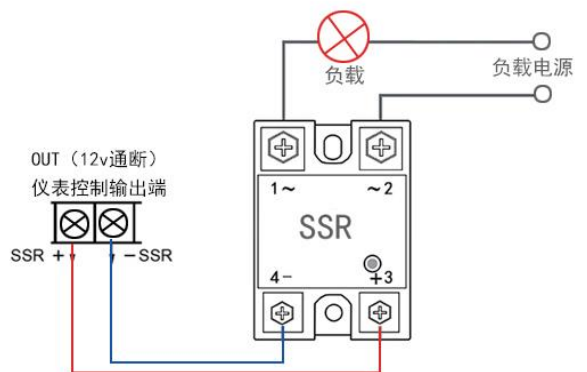 负载
负载电源
OUT（12v通断）
仪表控制输出端
1~ ~2
SSR
SSR + -SSR
4- +3